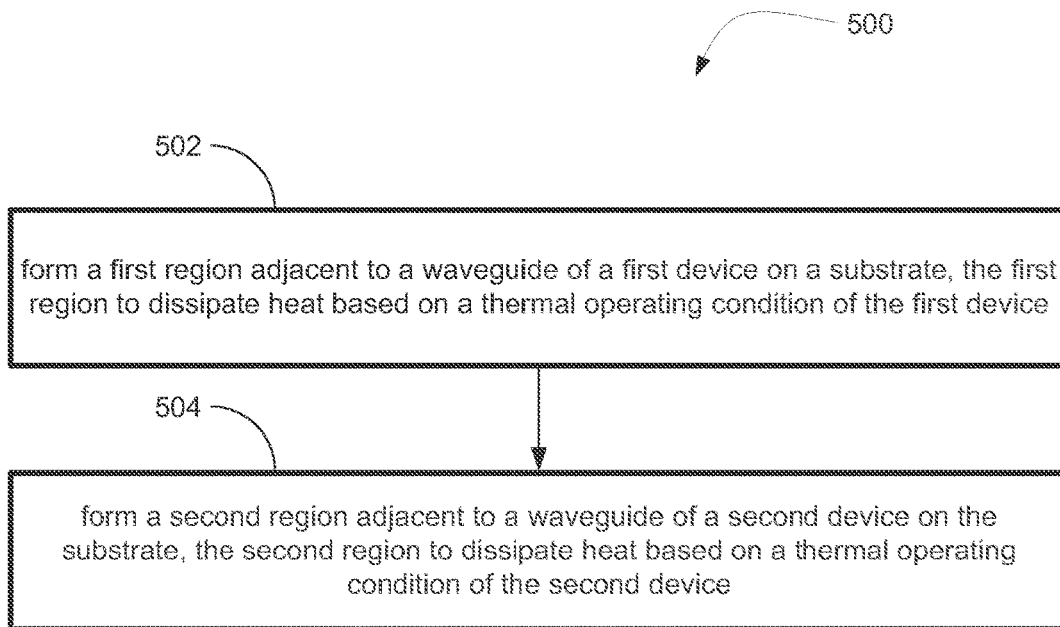 500
502
form a first region adjacent to a waveguide of a first device on a substrate, the first
region to dissipate heat based on a thermal operating condition of the first device
504
form a second region adjacent to a waveguide of a second device on the
substrate, the second region to dissipate heat based on a thermal operating
condition of the second device